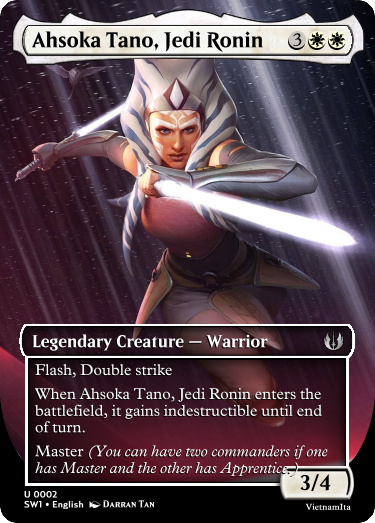 Ahsoka Tano, Jedi Ronin 3
Legendary Creature — Warrior
Flash, Double strike
When Ahsoka Tano, Jedi Ronin enters the
battlefield, it gains indestructible until end
of turn.
Master (You can have two commanders if one
has Master and the other has Apprentice.)
3/4
U 0002
SW1 • English Darran Tan
VietnamIta